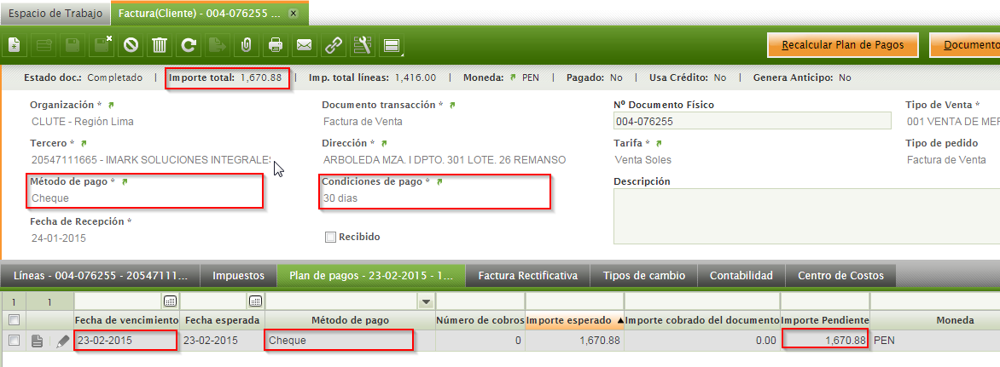 Espacio de Trabajo Factura(Cliente) - 004-076255 ... x
Recalcular Plan de Pagos Documento
Estado doc.: Completado | Importe total: 1,670.88 | Imp. total líneas: 1,416.00 | Moneda: PEN | Pagado: No | Usa Crédito: No | Genera Anticipo: No
Organización * Documento transacción * Nº Documento Físico Tipo de Venta *
CLUTE - Región Lima Factura de Venta 004-076255 001 VENTA DE MER
Tercero * Dirección * Tarifa * Tipo de pedido
20547111665 - IMARK SOLUCIONES INTEGRALES ARBOLEDA MZA. I DPTO. 301 LOTE. 26 REMANSO Venta Soles Factura de Venta
Método de pago * Condiciones de pago * Descripción
Cheque 30 dias
Fecha de Recepción *
24-01-2015 Recibido
Líneas - 004-076255 - 20547111... Impuestos Plan de pagos - 23-02-2015 - 1... Factura Rectificativa Tipos de cambio Contabilidad Centro de Costos
1 1
Fecha de vencimiento Fecha esperada Método de pago Número de cobros Importe esperado Importe cobrado del documento Importe Pendiente Moneda
23-02-2015 23-02-2015 Cheque 0 1,670.88 0.00 1,670.88 PEN